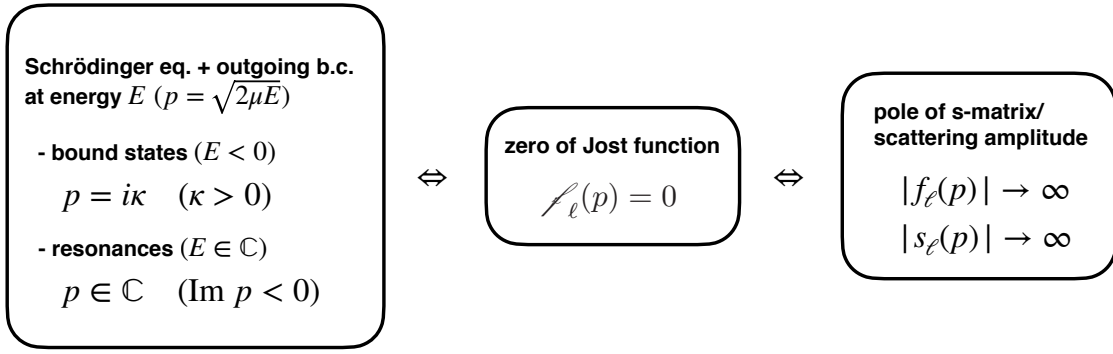 Schrödinger eq. + outgoing b.c.
at energy E (p = √2μE)
- bound states (E < 0)
p = iκ (κ > 0)
- resonances (E ∈ ℂ)
p ∈ ℂ (Im p < 0)
⇔
zero of Jost function
𝒻ℓ(p) = 0
⇔
pole of s-matrix/
scattering amplitude
|fℓ(p)| → ∞
|sℓ(p)| → ∞